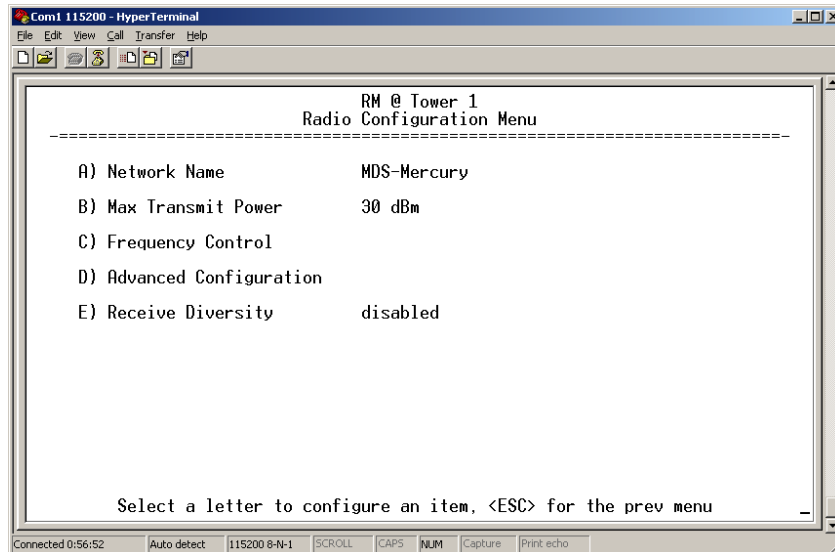 Com1 115200 - HyperTerminal
File Edit View Call Transfer Help
RM @ Tower 1
Radio Configuration Menu
-==========================================================================-
A) Network Name MDS-Mercury
B) Max Transmit Power 30 dBm
C) Frequency Control
D) Advanced Configuration
E) Receive Diversity disabled
Select a letter to configure an item, <ESC> for the prev menu _
Connected 0:56:52 Auto detect 115200 8-N-1 SCROLL CAPS NUM Capture Print echo